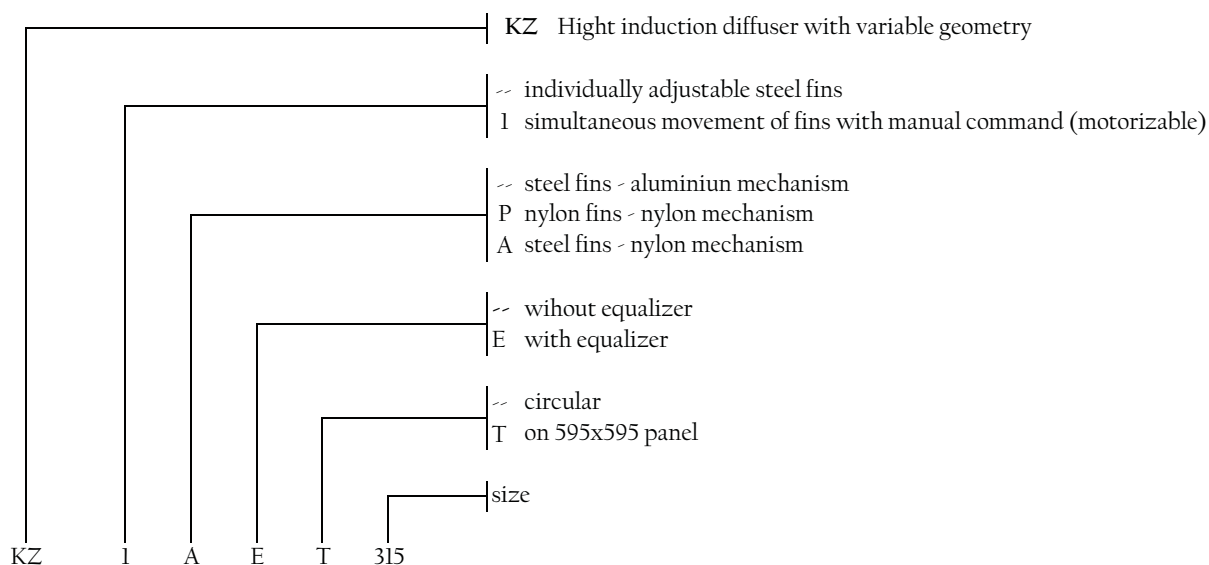 KZ Hight induction diffuser with variable geometry
-- individually adjustable steel fins
1 simultaneous movement of fins with manual command (motorizable)
-- steel fins - aluminiun mechanism
P nylon fins - nylon mechanism
A steel fins - nylon mechanism
-- wihout equalizer
E with equalizer
-- circular
T on 595x595 panel
size
KZ 1 A E T 315